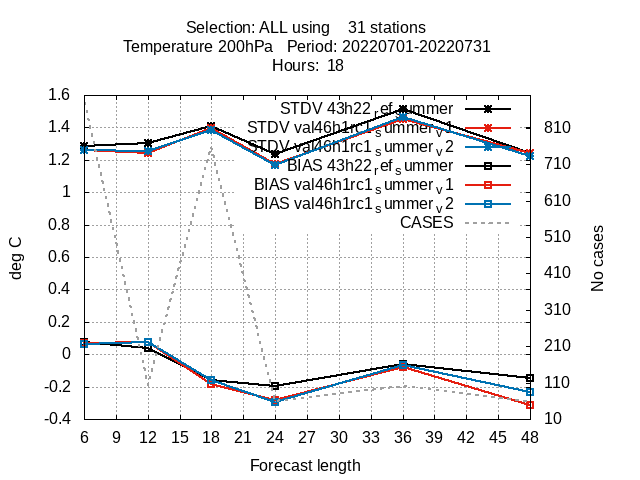 Selection: ALL using 31 stations
Temperature 200hPa Period: 20220701-20220731
Hours: 18
1.6
1.4
1.2
1
0.8
0.6
0.4
0.2
0
-0.2
-0.4
deg C
STDV 43h22_ref_summer
STDV val46h1rc1_summer_v1
STDV val46h1rc1_summer_v2
BIAS 43h22_ref_summer
BIAS val46h1rc1_summer_v1
BIAS val46h1rc1_summer_v2
CASES
810
710
610
510
410
310
210
110
10
No cases
6 9 12 15 18 21 24 27 30 33 36 39 42 45 48
Forecast length